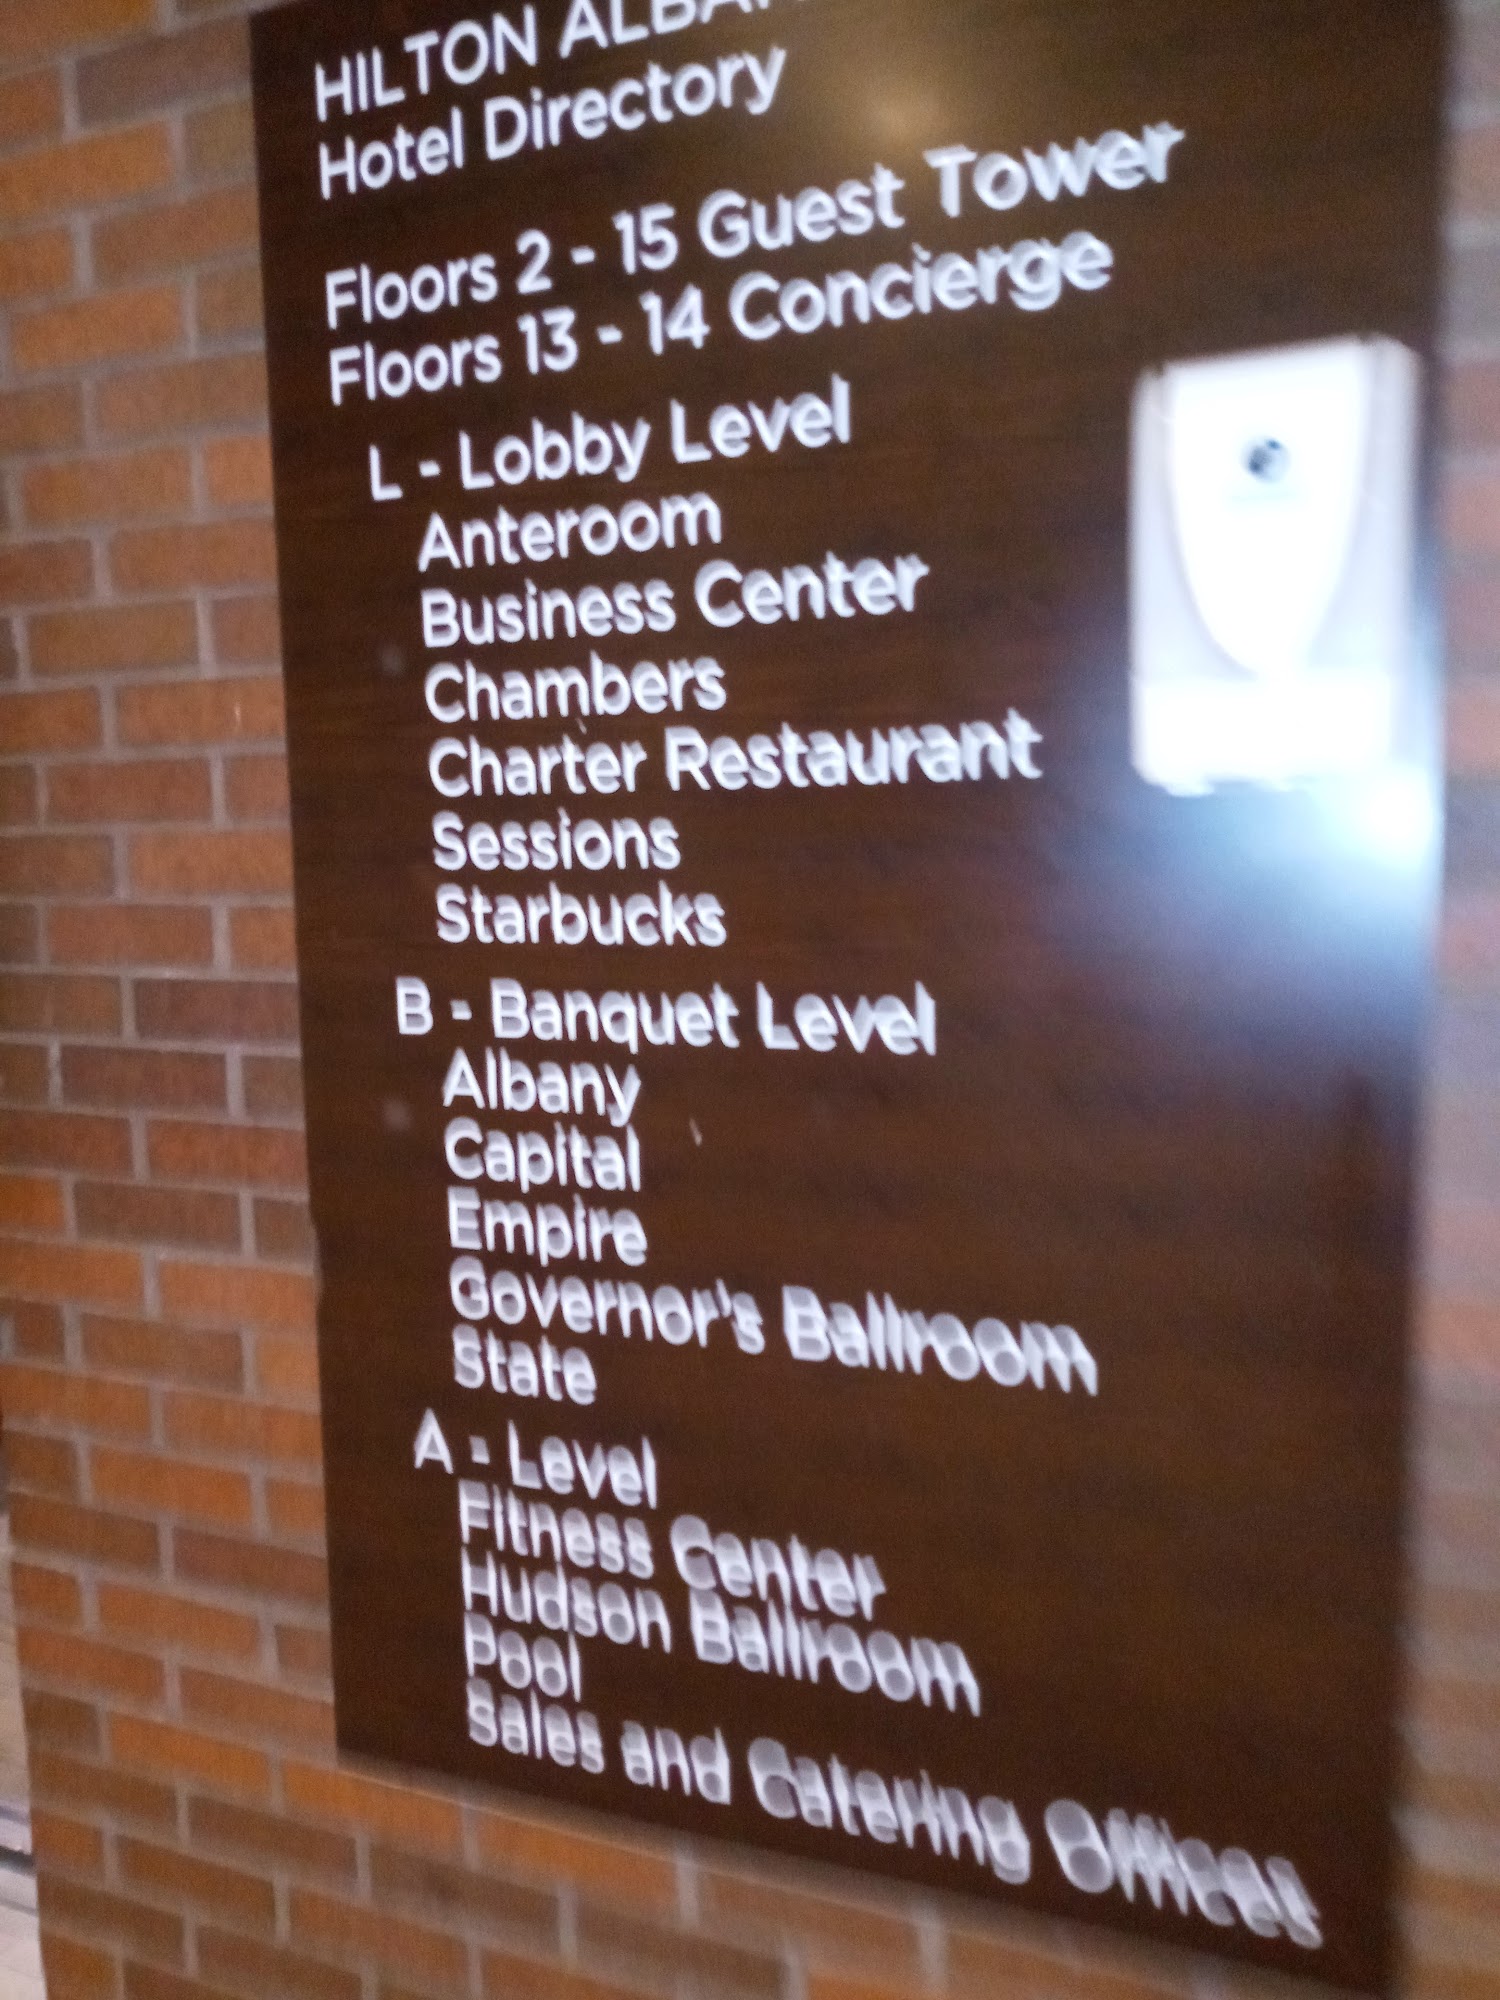 HILTON ALBA
Hotel Directory
Floors 2 - 15 Guest Tower
Floors 13 - 14 Concierge
L - Lobby Level
Anteroom
Business Center
Chambers
Charter Restaurant
Sessions
Starbucks
B - Banquet Level
Albany
Capital
Empire
Governor's Ballroom
State
A - Level
Fitness Center
Hudson Ballroom
Pool
Sales and Catering Offices